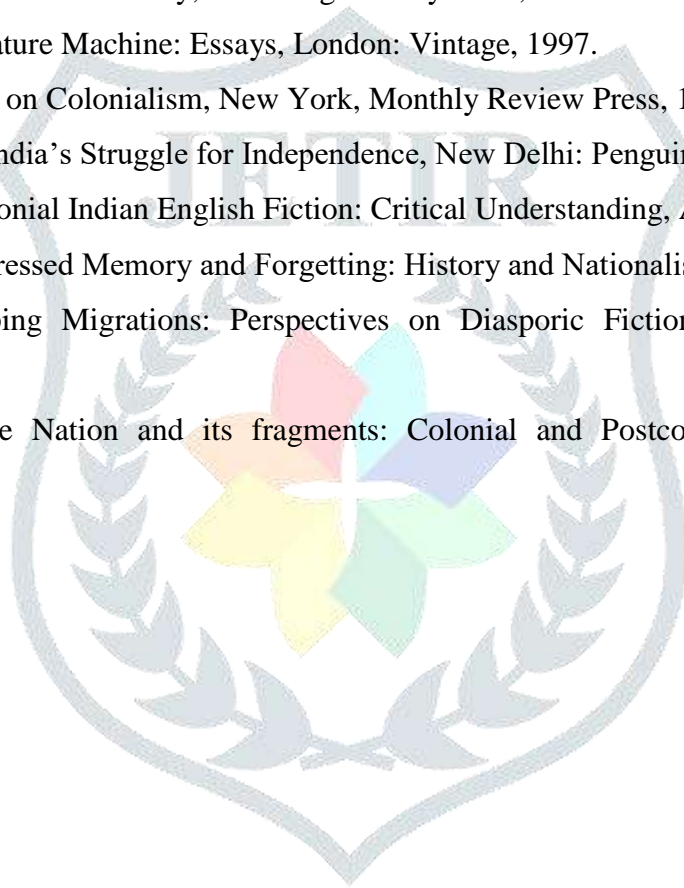 ature Machine: Essays, London: Vintage, 1997.
on Colonialism, New York, Monthly Review Press, 1
ndia's Struggle for Independence, New Delhi: Penguin
onial Indian English Fiction: Critical Understanding, A
ressed Memory and Forgetting: History and Nationalis
bing Migrations: Perspectives on Diasporic Fiction
e Nation and its fragments: Colonial and Postco
JETIR